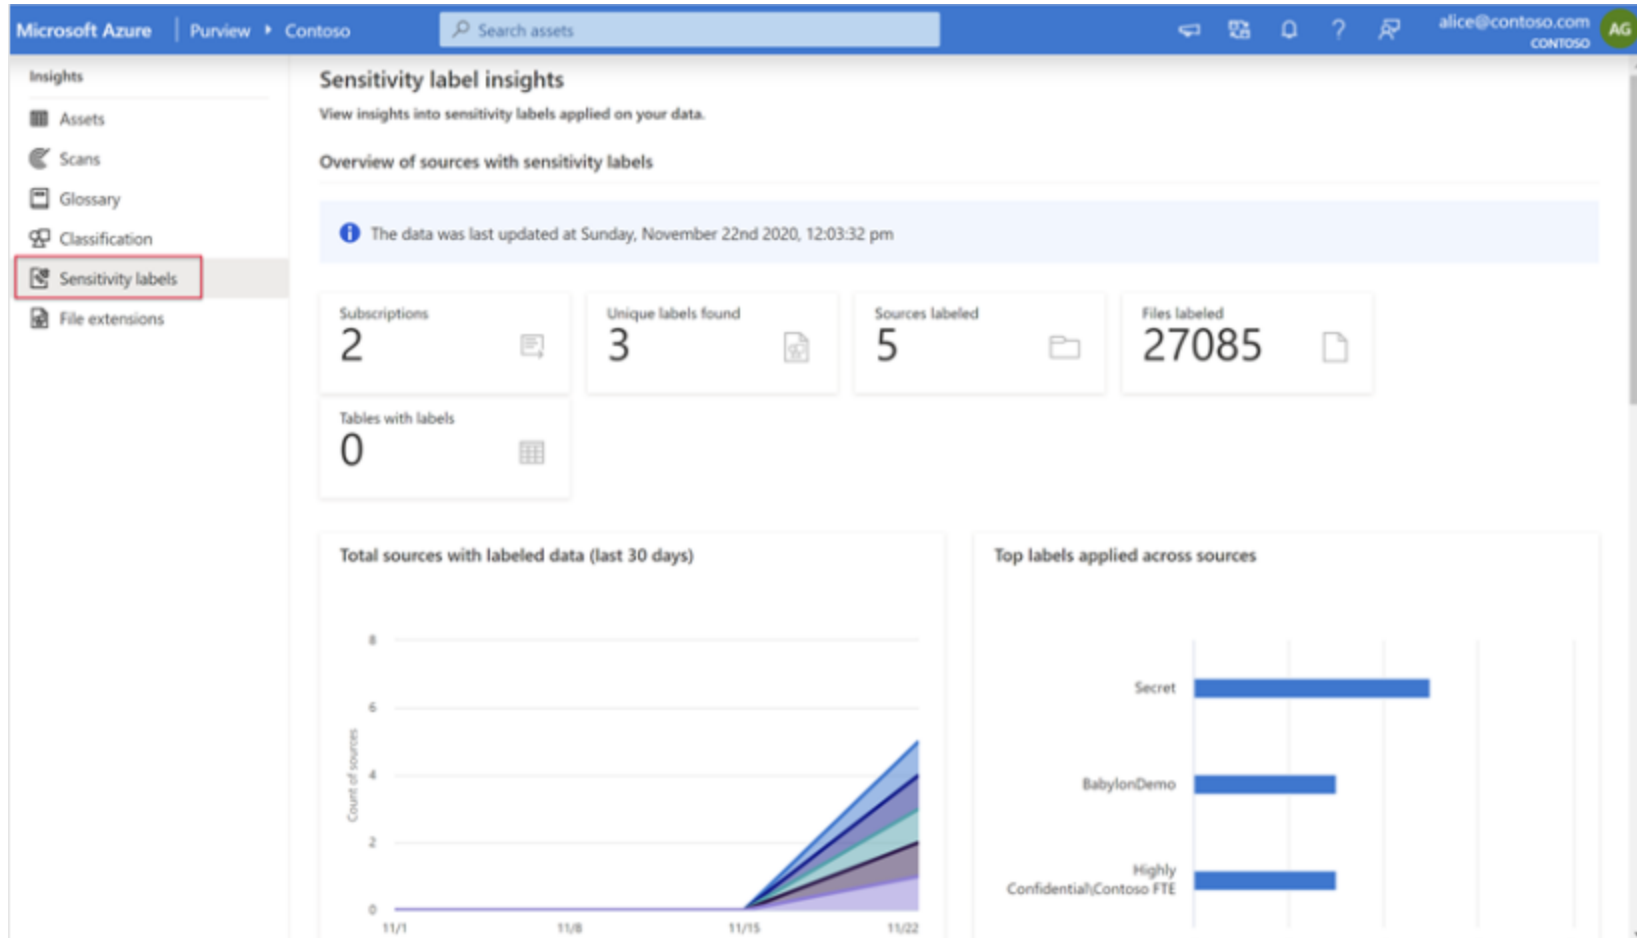 Microsoft Azure | Purview ▸ Contoso
Search assets
alice@contoso.com
CONTOSO
AG
Insights
Assets
Scans
Glossary
Classification
Sensitivity labels
File extensions
Sensitivity label insights
View insights into sensitivity labels applied on your data.
Overview of sources with sensitivity labels
The data was last updated at Sunday, November 22nd 2020, 12:03:32 pm
Subscriptions
2
Unique labels found
3
Sources labeled
5
Files labeled
27085
Tables with labels
0
Total sources with labeled data (last 30 days)
Count of sources
8
6
4
2
0
11/1
11/8
11/15
11/22
Top labels applied across sources
Secret
BabylonDemo
Highly
Confidential\Contoso FTE